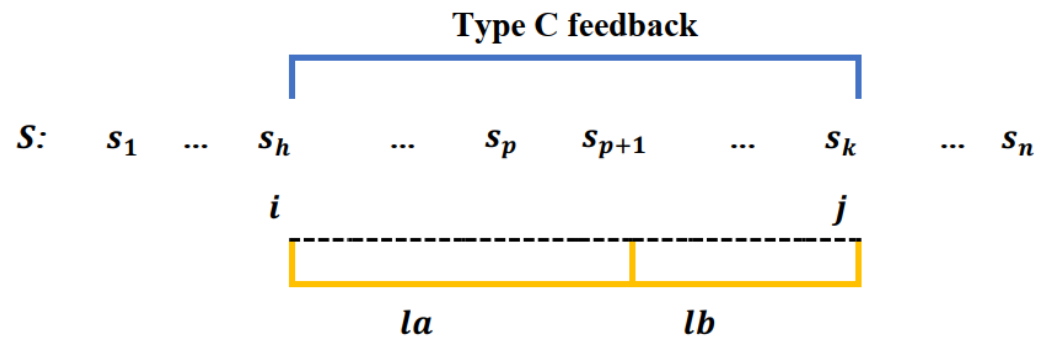 Type C feedback
S: s₁ ... sₕ ... sₚ sₚ₊₁ ... sₖ ... sₙ
i j
la lb